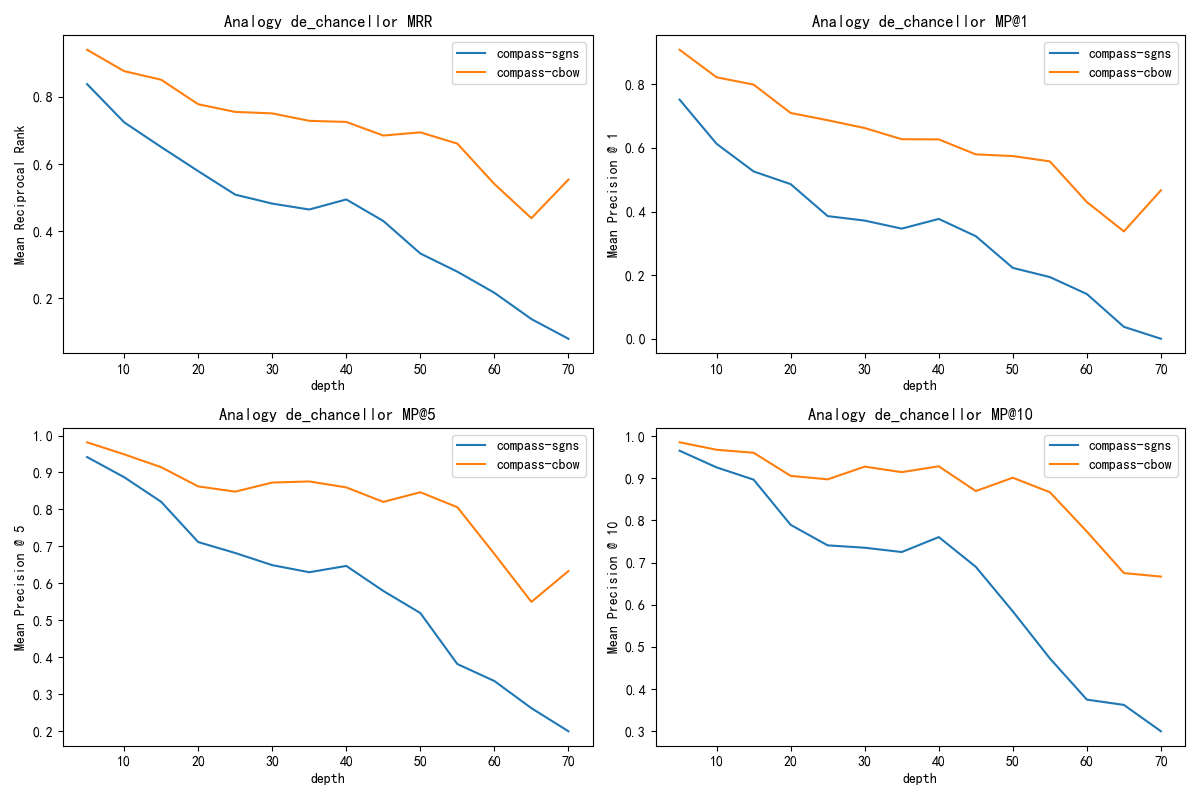 Analogy de_chancellor MRR
compass-sgns
compass-cbow
Mean Reciprocal Rank
0.8
0.6
0.4
0.2
10 20 30 40 50 60 70
depth
Analogy de_chancellor MP@1
compass-sgns
compass-cbow
Mean Precision @ 1
0.8
0.6
0.4
0.2
0.0
10 20 30 40 50 60 70
depth
Analogy de_chancellor MP@5
compass-sgns
compass-cbow
Mean Precision @ 5
1.0
0.9
0.8
0.7
0.6
0.5
0.4
0.3
0.2
10 20 30 40 50 60 70
depth
Analogy de_chancellor MP@10
compass-sgns
compass-cbow
Mean Precision @ 10
1.0
0.9
0.8
0.7
0.6
0.5
0.4
0.3
10 20 30 40 50 60 70
depth